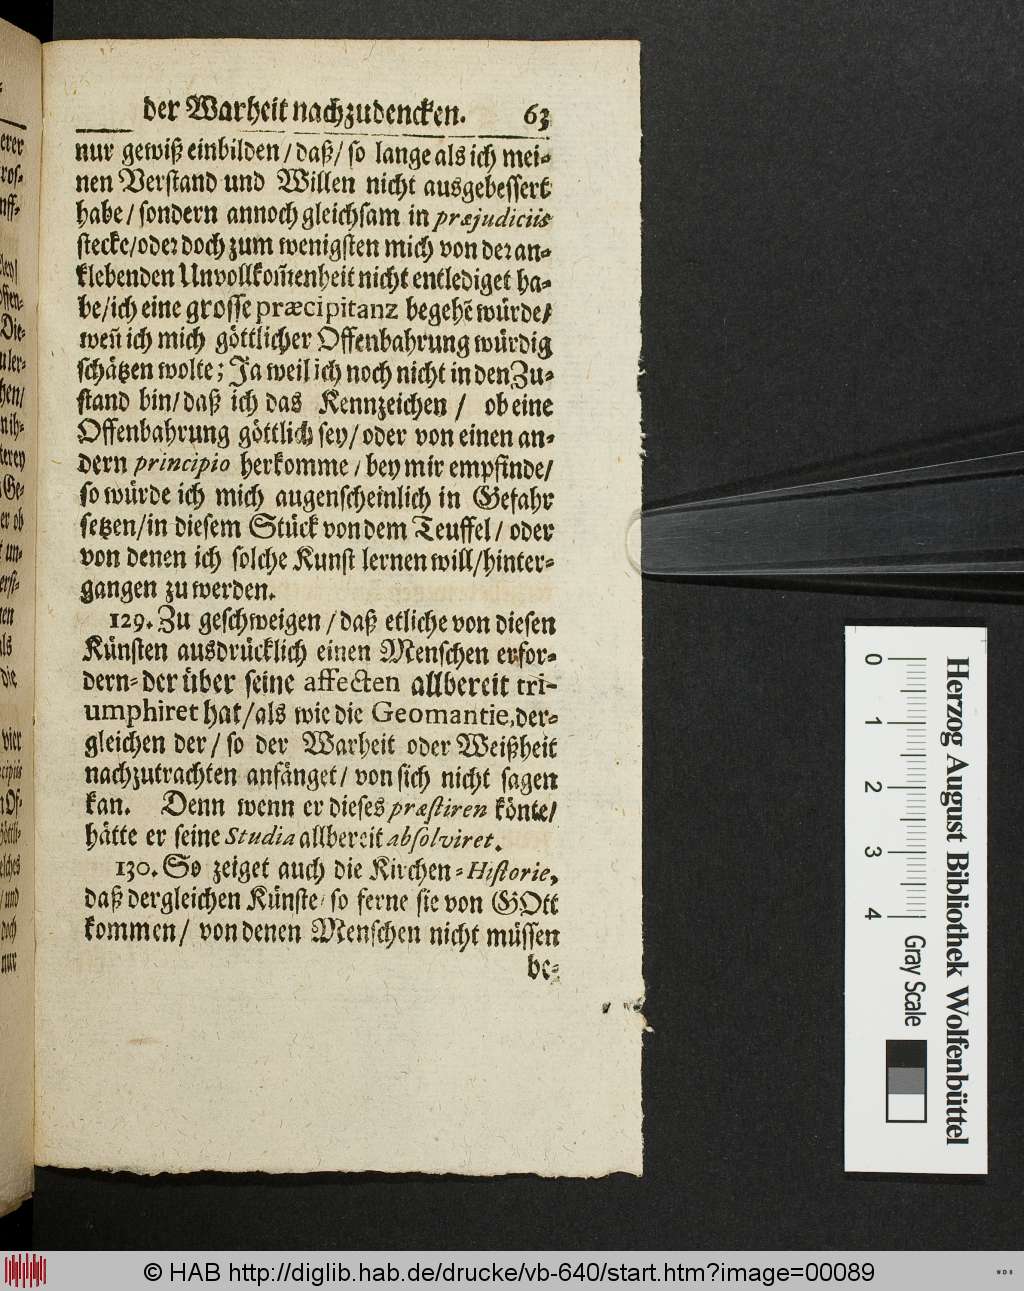 der Warheit nachzudencken. 63
nur gewiß einbilden/daß/ so lange als ich mei-
nen Verstand und Willen nicht ausgebessert
habe/ sondern annoch gleichsam in præjudiciis
stecke/oder doch zum wenigsten mich von der an-
klebenden Unvollkom̃enheit nicht entlediget ha-
be/ich eine grosse præcipitanz begehẽ würde/
weñ ich mich göttlicher Offenbahrung würdig
schätzen wolte; Ja weil ich noch nicht in den Zu-
stand bin/ daß ich das Kennzeichen / ob eine
Offenbahrung göttlich sey/ oder von einen an-
dern principio herkomme / bey mir empfinde/
so würde ich mich augenscheinlich in Gefahr
setzen/in diesem Stück von dem Teuffel/ oder
von denen ich solche Kunst lernen will/hinter-
gangen zu werden.
129. Zu geschweigen / daß etliche von diesen
Künsten ausdrücklich einen Menschen erfor-
dern-der über seine affecten allbereit tri-
umphiret hat/als wie die Geomantie, der-
gleichen der / so der Warheit oder Weißheit
nachzutrachten anfänget/ von sich nicht sagen
kan. Denn wenn er dieses præstiren könte/
hätte er seine Studia allbereit absolviret.
130. So zeiget auch die Kirchen-Historie,
daß dergleichen Künste/ so ferne sie von GOtt
kommen/ von denen Menschen nicht müssen
be-
Herzog August Bibliothek Wolfenbüttel
0 1 2 3 4
Gray Scale
© HAB http://diglib.hab.de/drucke/vb-640/start.htm?image=00089